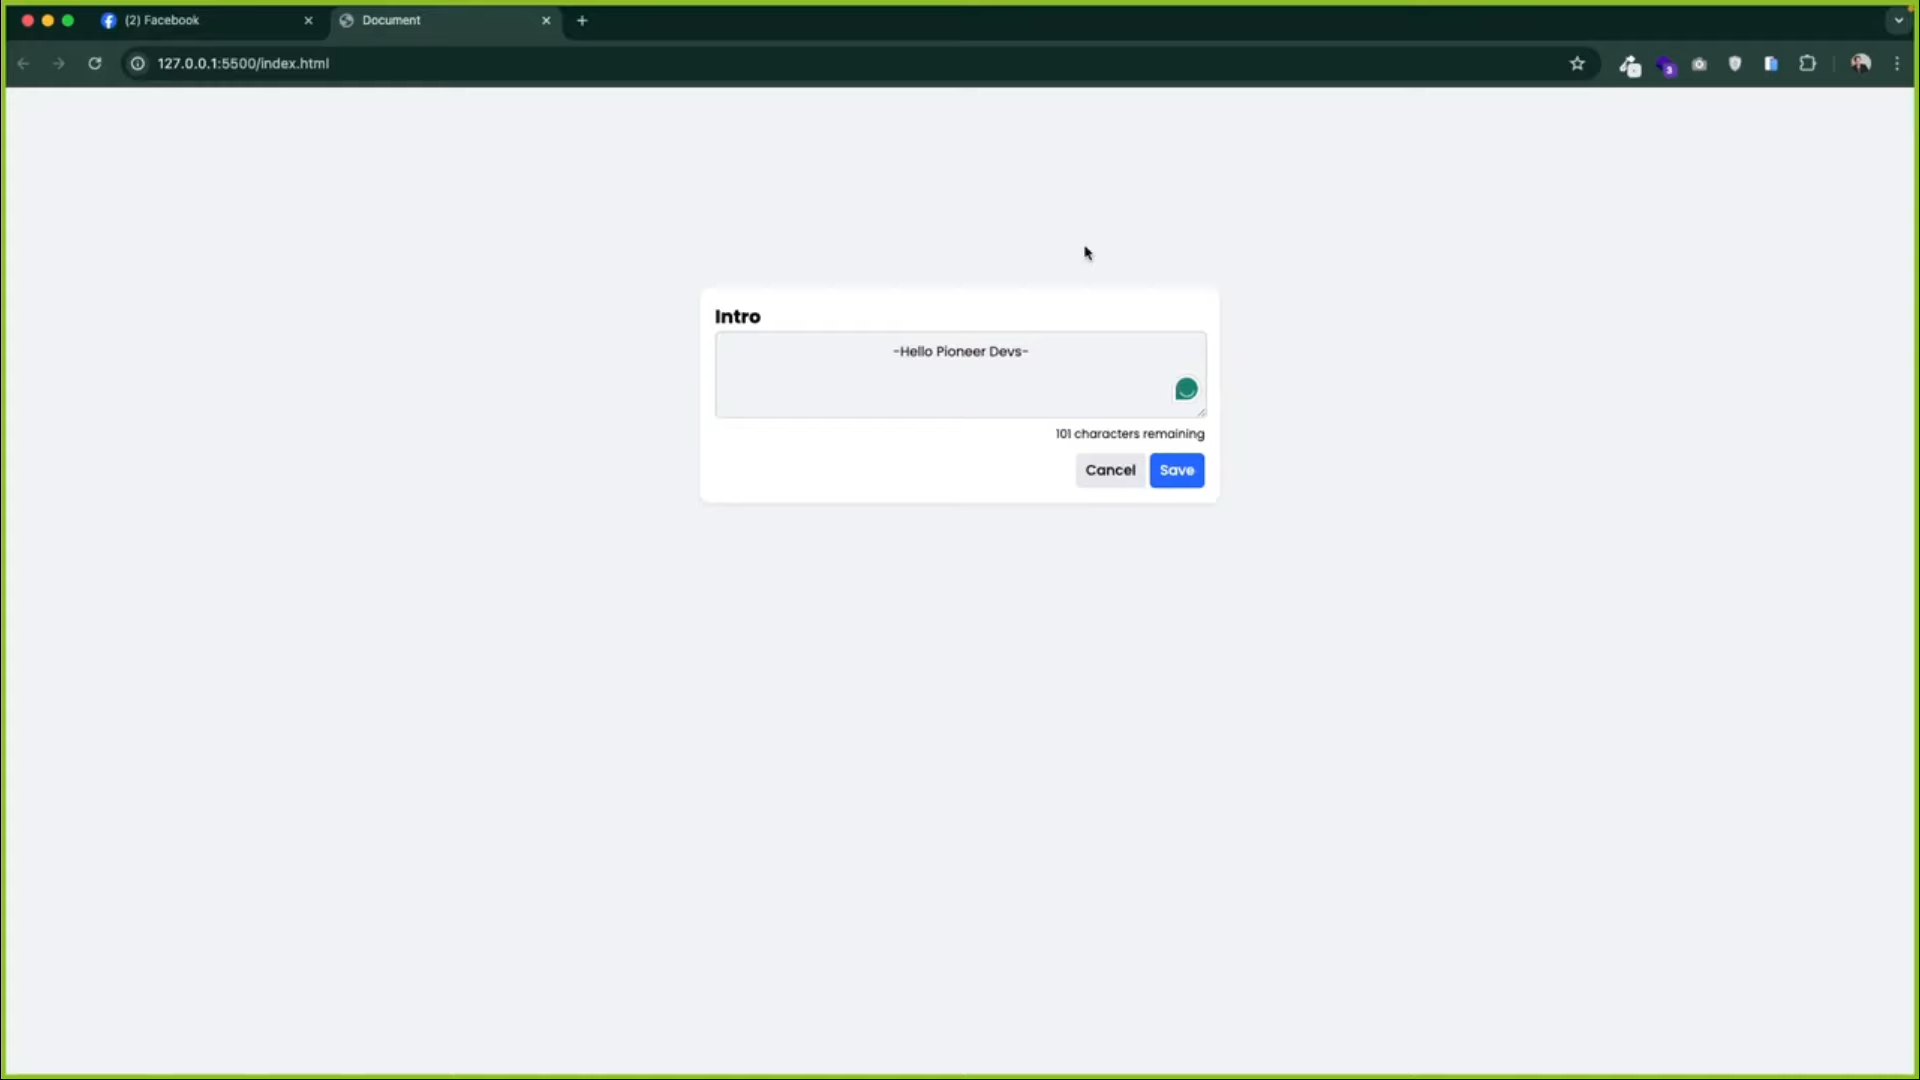 (2) Facebook
Document
127.0.0.1:5500/index.html
3
Intro
-Hello Pioneer Devs-
101 characters remaining
Cancel
Save